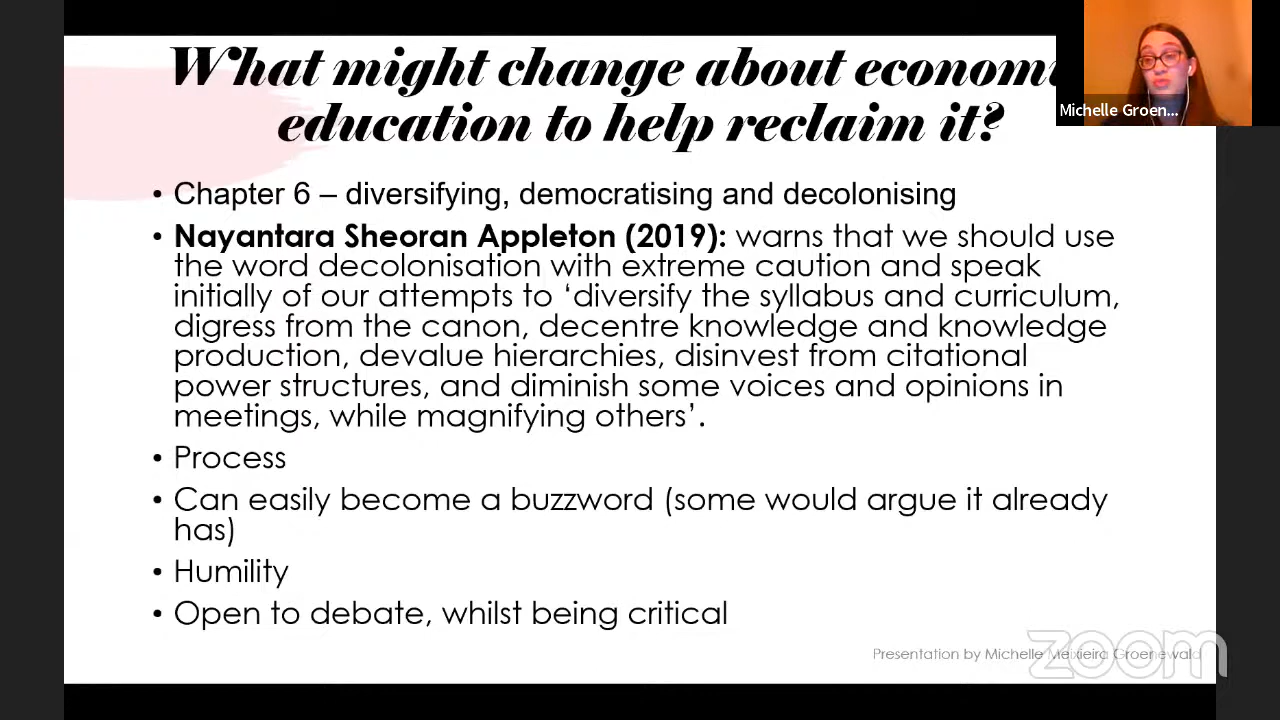 What might change about econom
education to help reclaim it?
Michelle Groen...
• Chapter 6 – diversifying, democratising and decolonising
• Nayantara Sheoran Appleton (2019): warns that we should use
the word decolonisation with extreme caution and speak
initially of our attempts to ‘diversify the syllabus and curriculum,
digress from the canon, decentre knowledge and knowledge
production, devalue hierarchies, disinvest from citational
power structures, and diminish some voices and opinions in
meetings, while magnifying others’.
• Process
• Can easily become a buzzword (some would argue it already
has)
• Humility
• Open to debate, whilst being critical
Presentation by Michelle Meixieira Groenewald
zoom